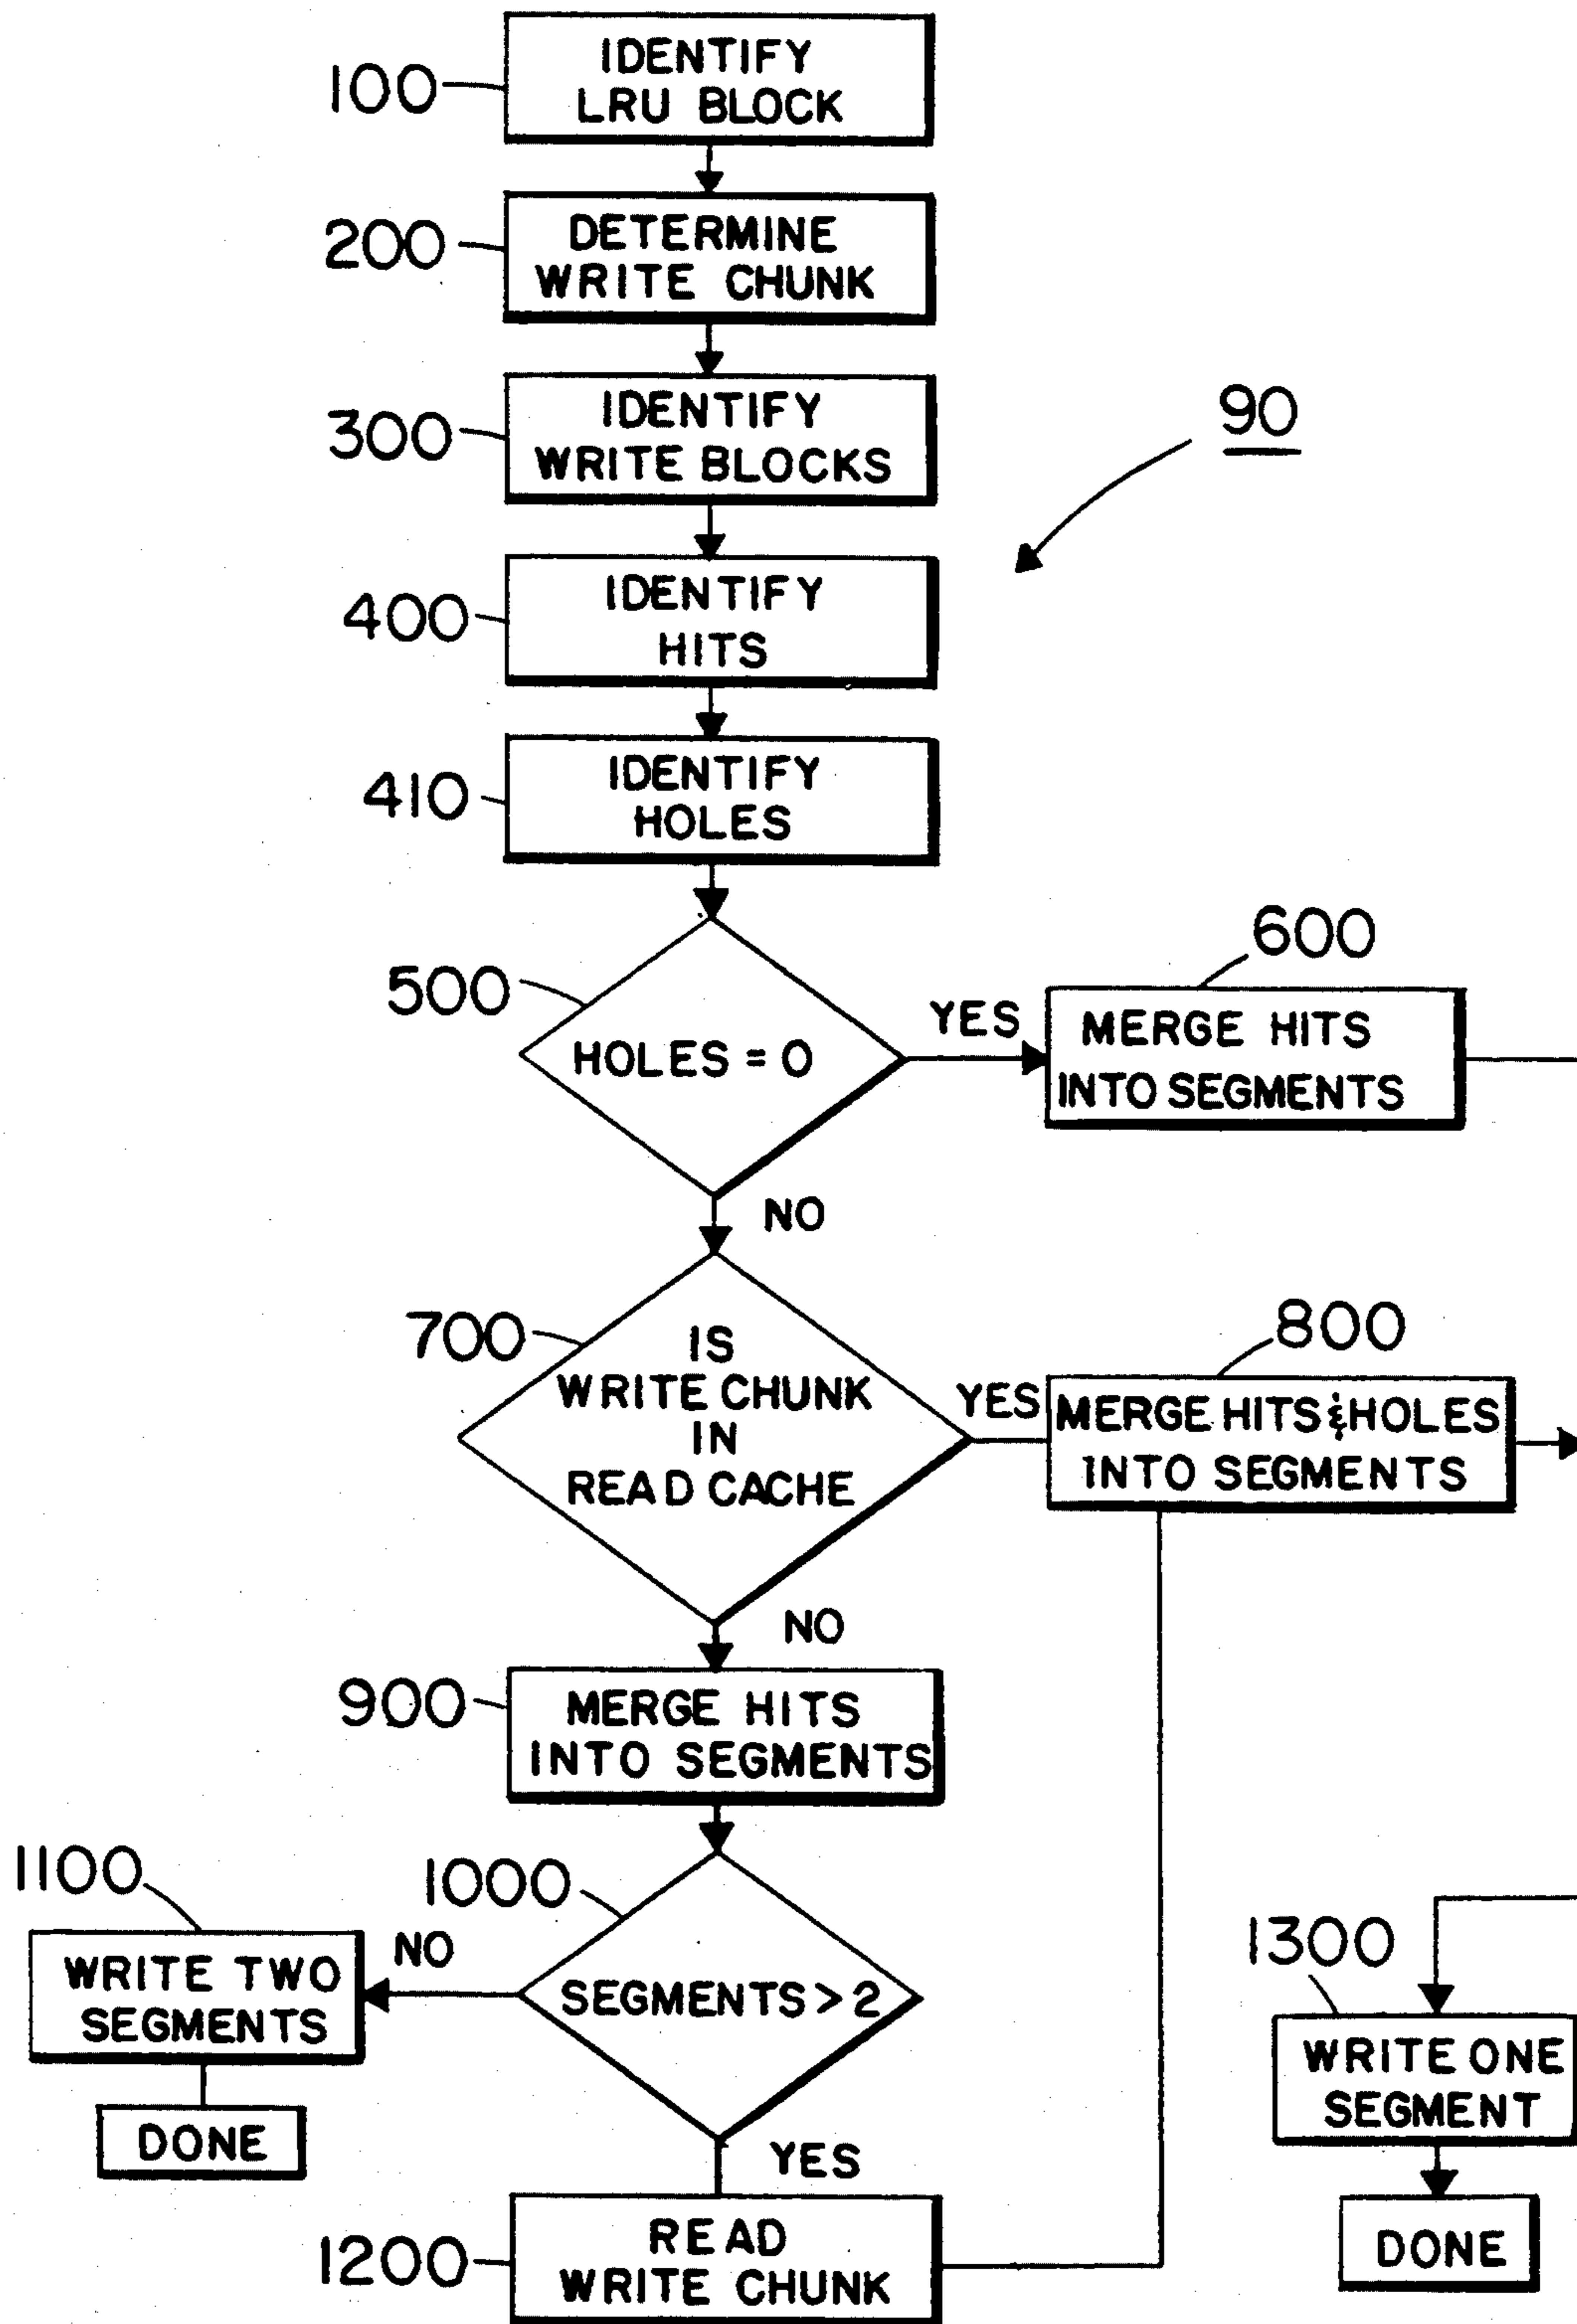 100
IDENTIFY
LRU BLOCK
200
DETERMINE
WRITE CHUNK
300
IDENTIFY
WRITE BLOCKS
90
400
IDENTIFY
HITS
410
IDENTIFY
HOLES
500
HOLES = 0
YES
600
MERGE HITS
INTO SEGMENTS
NO
700
IS
WRITE CHUNK
IN
READ CACHE
YES
800
MERGE HITS & HOLES
INTO SEGMENTS
NO
900
MERGE HITS
INTO SEGMENTS
1000
SEGMENTS > 2
NO
1100
WRITE TWO
SEGMENTS
DONE
YES
1200
READ
WRITE CHUNK
1300
WRITE ONE
SEGMENT
DONE